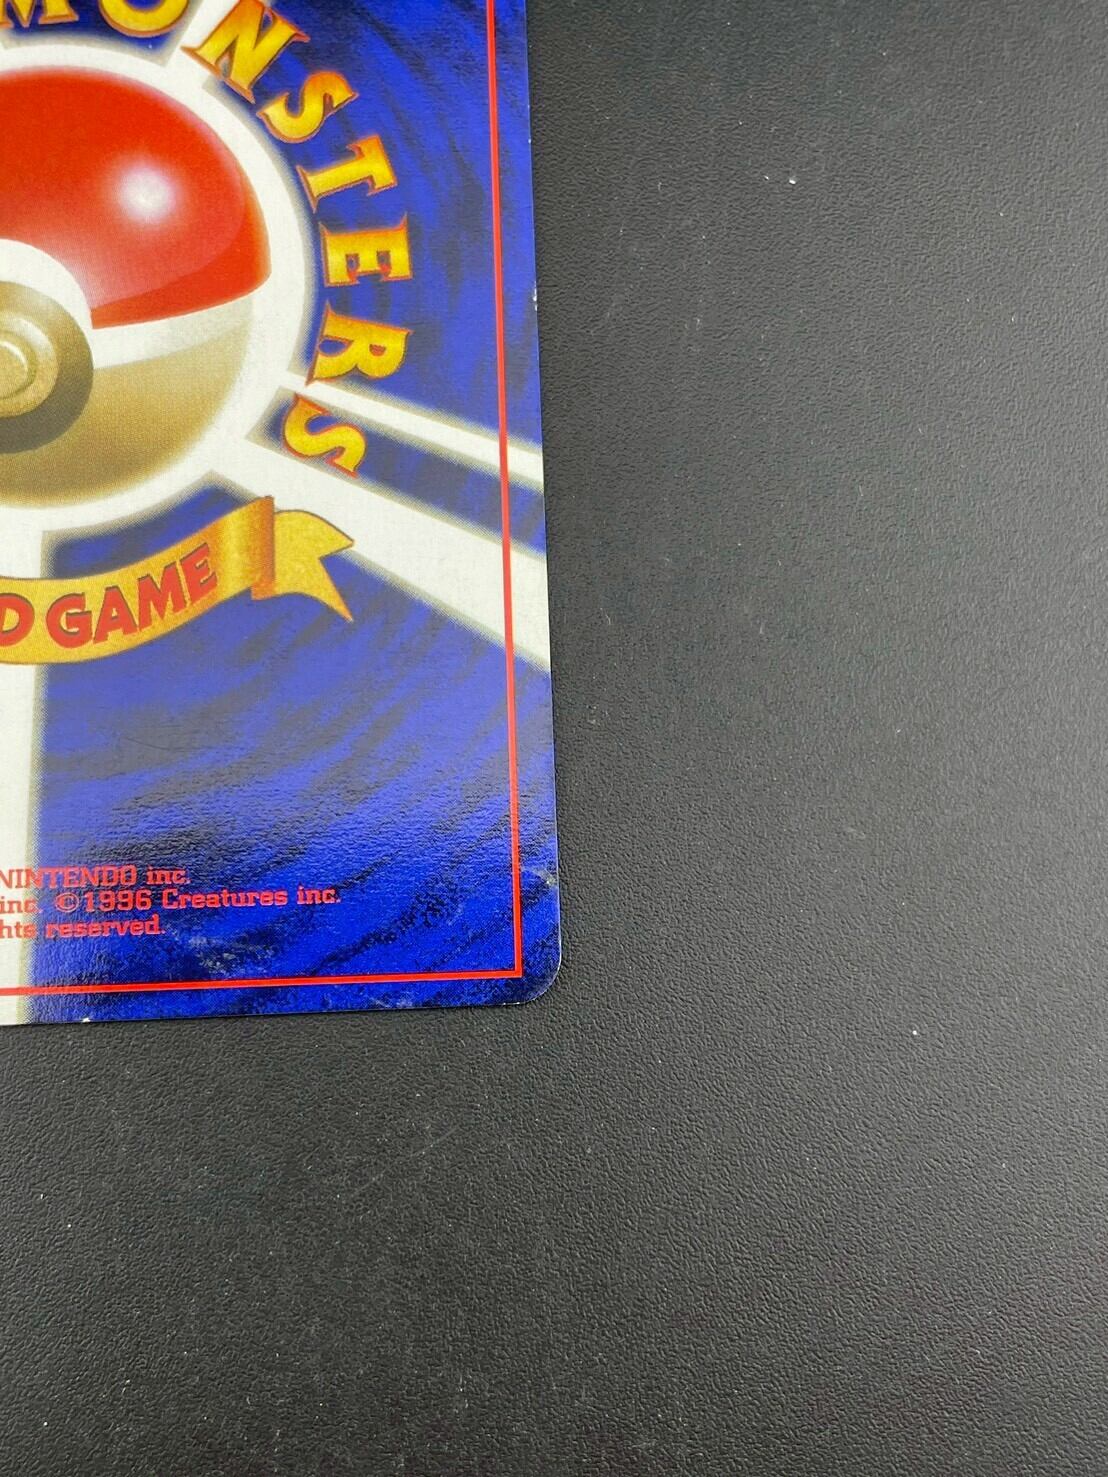 MONSTERS
D GAME
NINTENDO inc.
inc. ©1996 Creatures inc.
hts reserved.